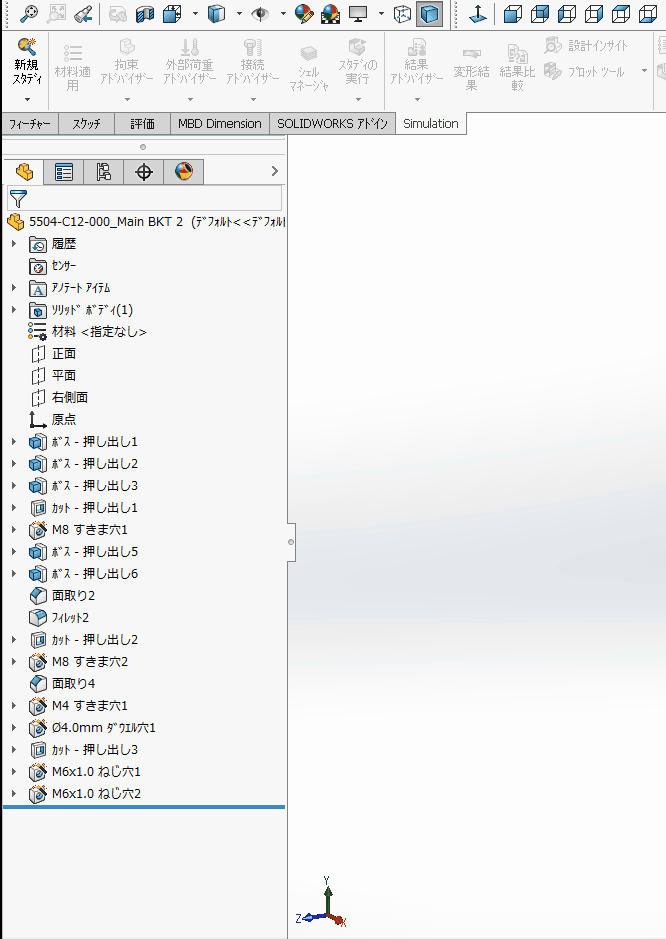 新規
スタディ
材料適
用
拘束
ｱﾄﾞﾊﾞｲｻﾞｰ
外部荷重
ｱﾄﾞﾊﾞｲｻﾞｰ
接続
ｱﾄﾞﾊﾞｲｻﾞｰ
ｼｪﾙ
ﾏﾈｰｼﾞｬ
ｽﾀﾃﾞｨの
実行
結果
ｱﾄﾞﾊﾞｲｻﾞｰ
変形結
果
結果比
較
設計ｲﾝｻｲﾄ
ﾌﾟﾛｯﾄ ﾂｰﾙ
ﾌｨｰﾁｬｰ
ｽｹｯﾁ
評価
MBD Dimension
SOLIDWORKS ｱﾄﾞｲﾝ
Simulation
5504-C12-000_Main BKT 2 (ﾃﾞﾌｫﾙﾄ<<ﾃﾞﾌｫﾙﾄ
履歴
ｾﾝｻｰ
ｱﾉﾃｰﾄ ｱｲﾃﾑ
ｿﾘｯﾄﾞ ﾎﾞﾃﾞｨ(1)
材料 <指定なし>
正面
平面
右側面
原点
ﾎﾞｽ - 押し出し1
ﾎﾞｽ - 押し出し2
ﾎﾞｽ - 押し出し3
ｶｯﾄ - 押し出し1
M8 すきま穴1
ﾎﾞｽ - 押し出し5
ﾎﾞｽ - 押し出し6
面取り2
ﾌｨﾚｯﾄ2
ｶｯﾄ - 押し出し2
M8 すきま穴2
面取り4
M4 すきま穴1
Ø4.0mm ﾀﾞｳｴﾙ穴1
ｶｯﾄ - 押し出し3
M6x1.0 ねじ穴1
M6x1.0 ねじ穴2
Y
Z
X